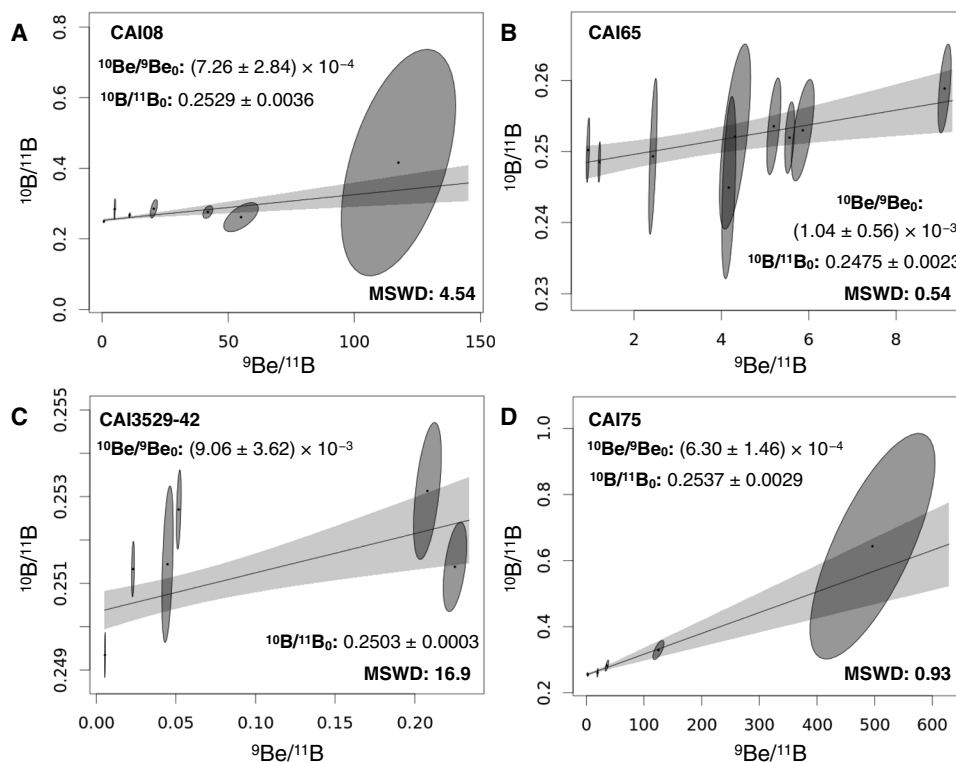 A
CAI08
¹⁰Be/⁹Be₀: (7.26 ± 2.84) × 10⁻⁴
¹⁰B/¹¹B₀: 0.2529 ± 0.0036
MSWD: 4.54
¹⁰B/¹¹B
0.8
0.6
0.4
0.2
0.0
0 50 100 150
⁹Be/¹¹B
B
CAI65
¹⁰Be/⁹Be₀:
(1.04 ± 0.56) × 10⁻³
¹⁰B/¹¹B₀: 0.2475 ± 0.0023
MSWD: 0.54
¹⁰B/¹¹B
0.26
0.25
0.24
0.23
2 4 6 8
⁹Be/¹¹B
C
CAI3529-42
¹⁰Be/⁹Be₀: (9.06 ± 3.62) × 10⁻³
¹⁰B/¹¹B₀: 0.2503 ± 0.0003
MSWD: 16.9
¹⁰B/¹¹B
0.255
0.253
0.251
0.249
0.00 0.05 0.10 0.15 0.20
⁹Be/¹¹B
D
CAI75
¹⁰Be/⁹Be₀: (6.30 ± 1.46) × 10⁻⁴
¹⁰B/¹¹B₀: 0.2537 ± 0.0029
MSWD: 0.93
¹⁰B/¹¹B
1.0
0.8
0.6
0.4
0.2
0 100 200 300 400 500 600
⁹Be/¹¹B